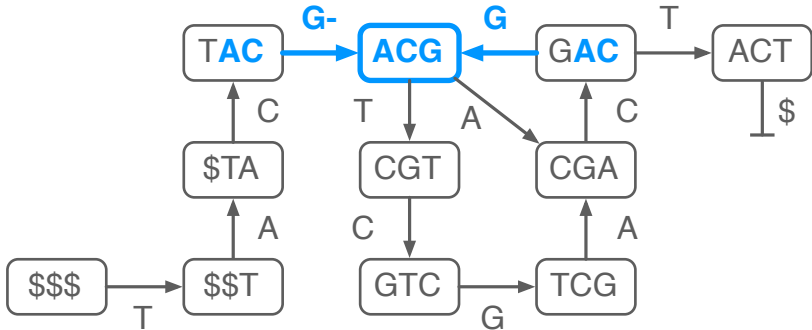 G- G T
TAC ACG GAC ACT
C T A C $
$TA CGT CGA
A C A
$$$ $$T GTC TCG
T G